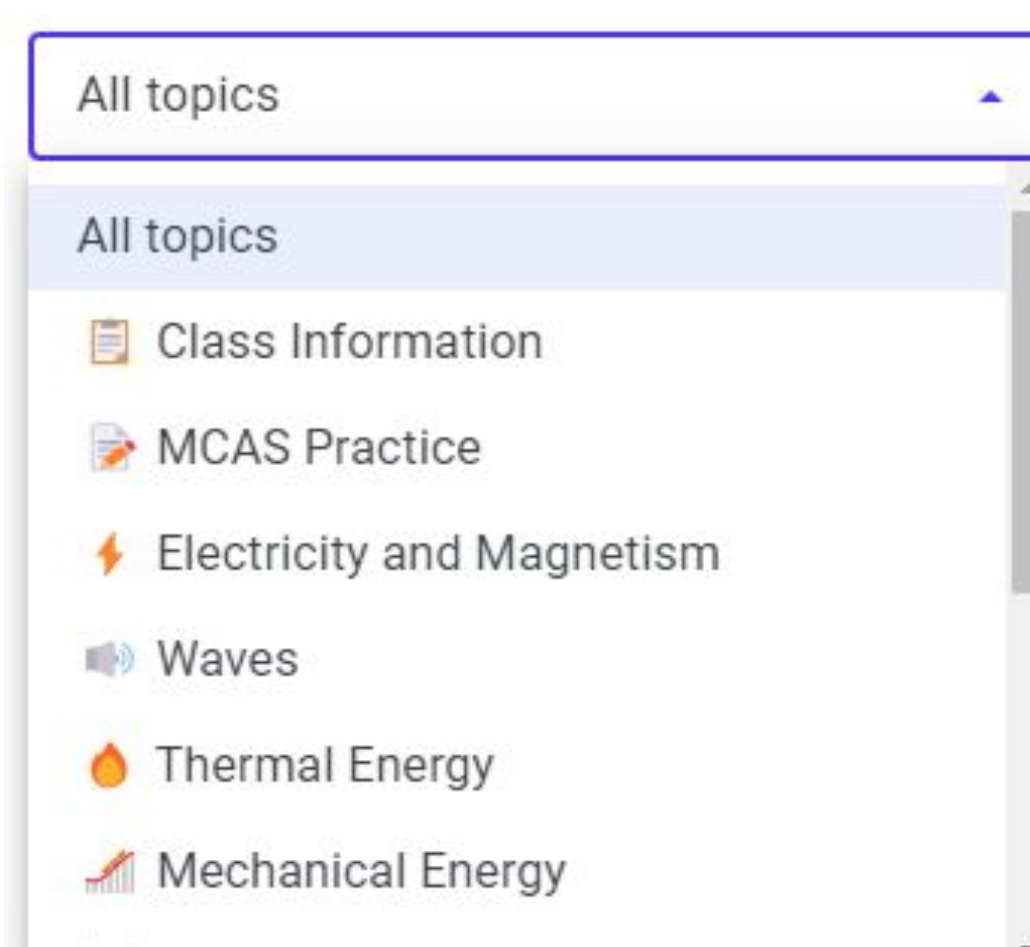 All topics
All topics
Class Information
MCAS Practice
Electricity and Magnetism
Waves
Thermal Energy
Mechanical Energy